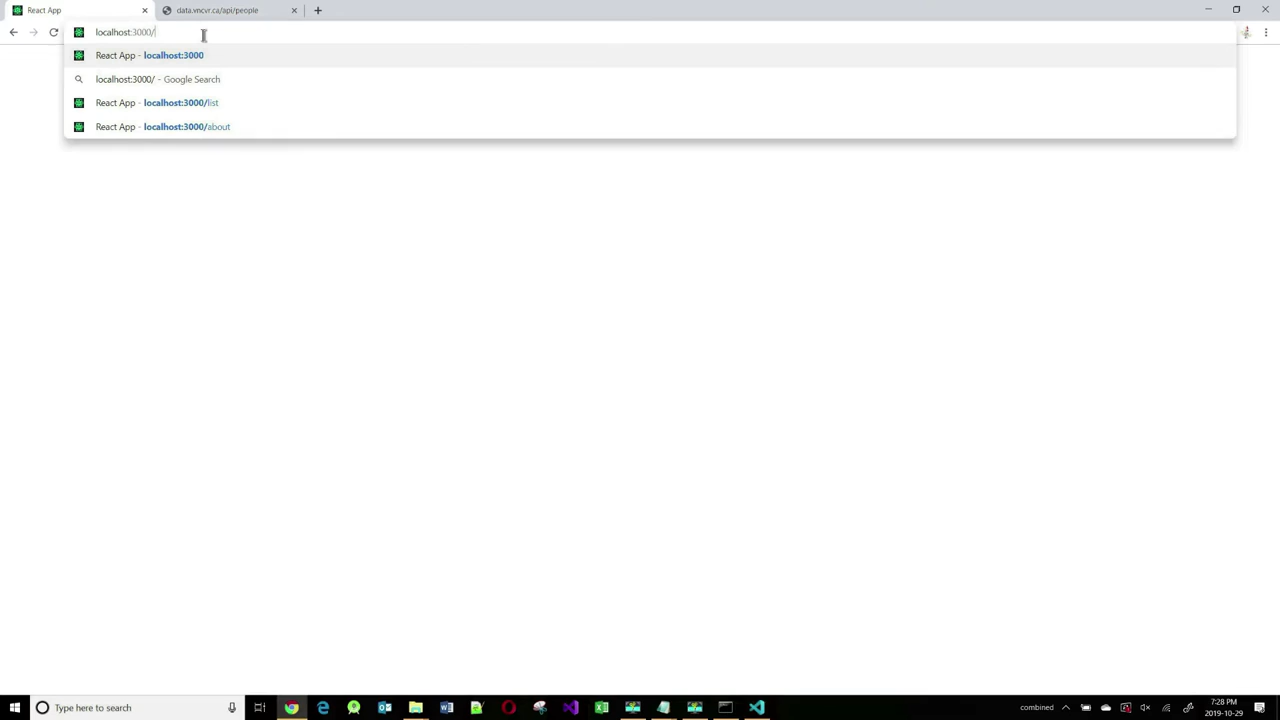 React App
data.vncvr.ca/api/people
localhost:3000/
React App - localhost:3000
localhost:3000/ - Google Search
React App - localhost:3000/list
React App - localhost:3000/about
Type here to search
combined
7:28 PM
2019-10-29